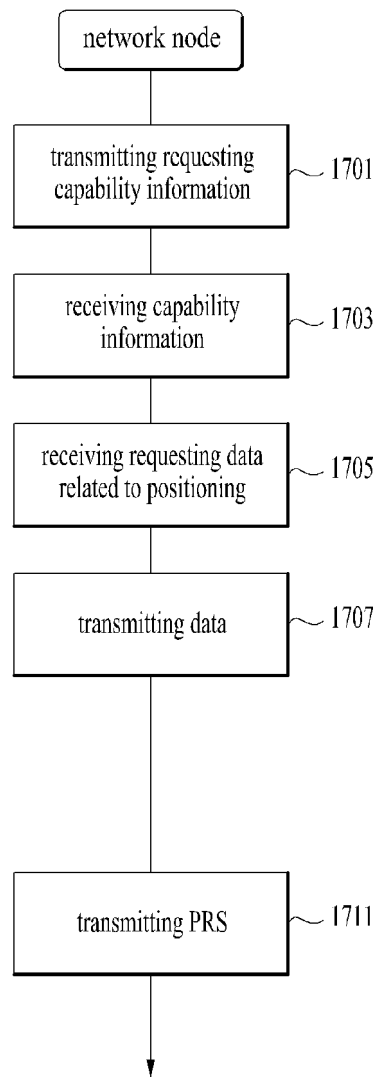 network node
transmitting requesting
capability information
1701
receiving capability
information
1703
receiving requesting data
related to positioning
1705
transmitting data
1707
transmitting PRS
1711